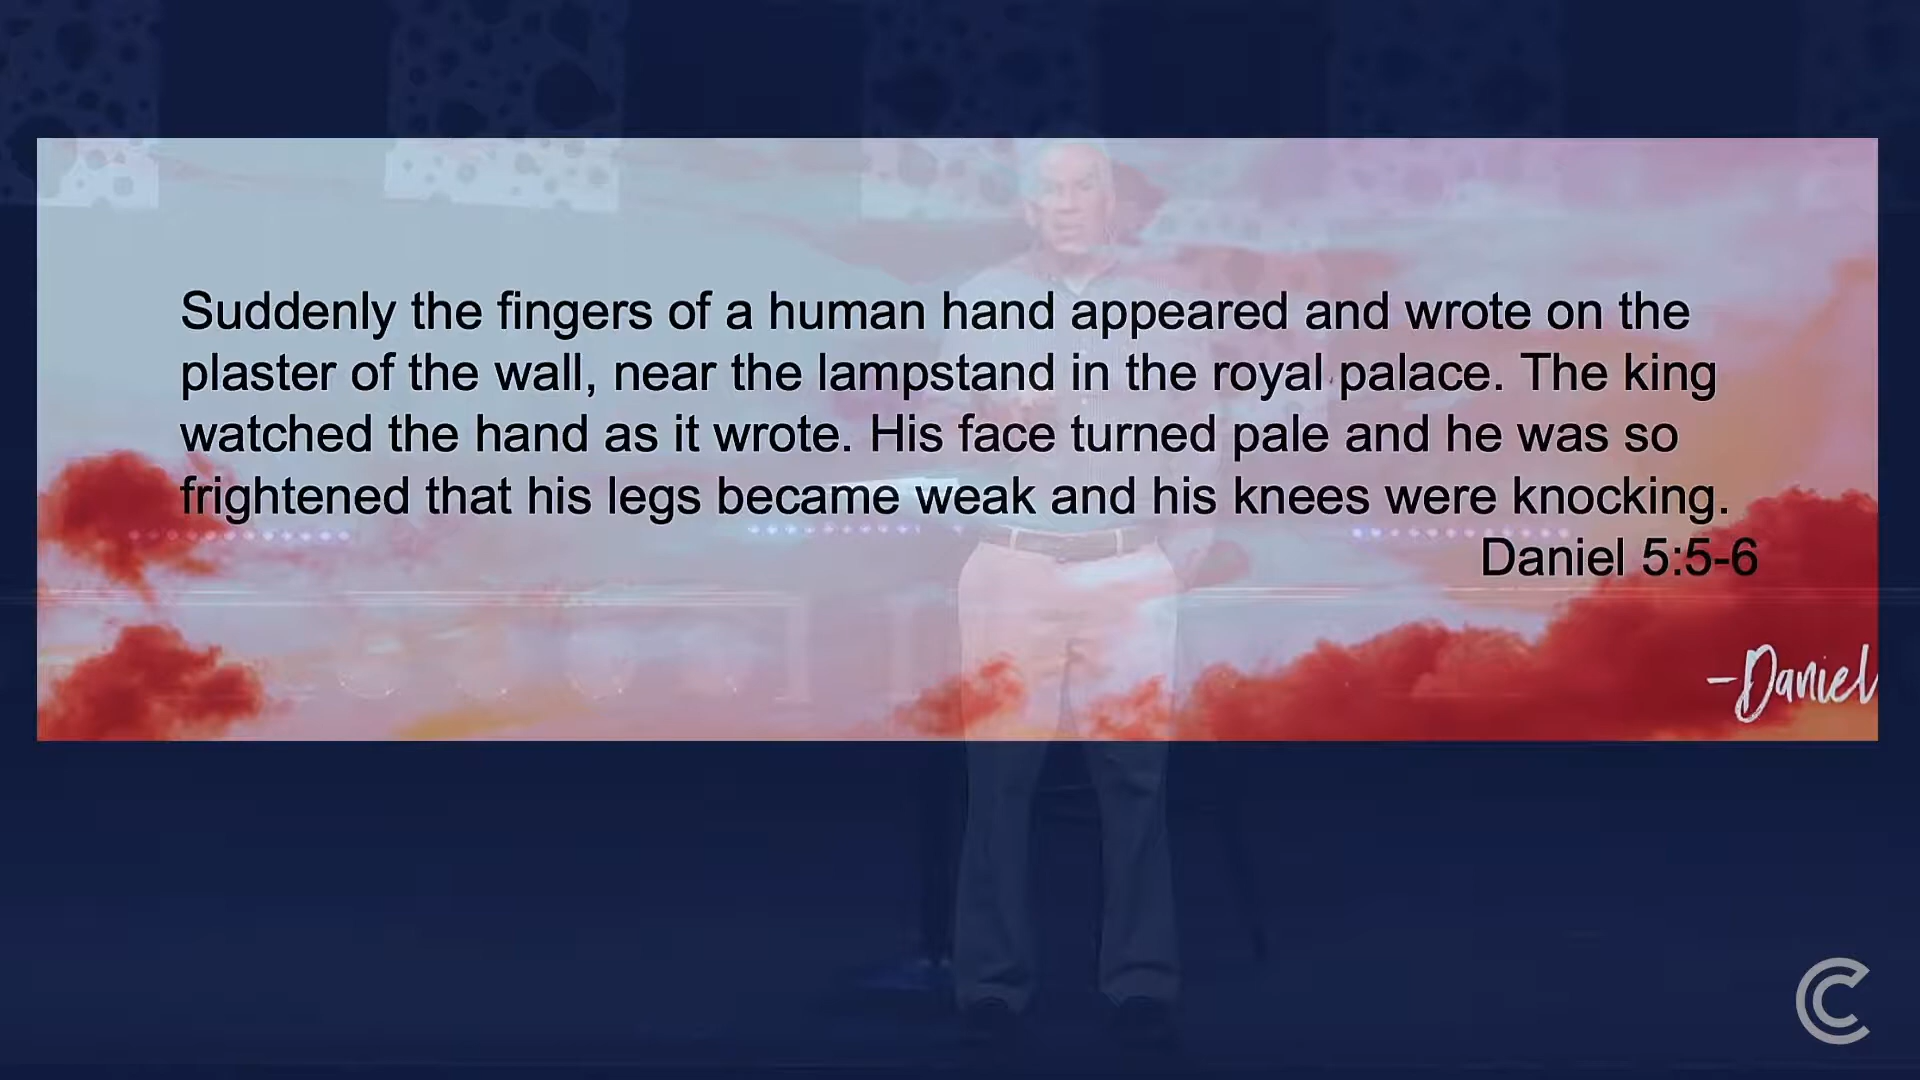 Suddenly the fingers of a human hand appeared and wrote on the
plaster of the wall, near the lampstand in the royal palace. The king
watched the hand as it wrote. His face turned pale and he was so
frightened that his legs became weak and his knees were knocking.
Daniel 5:5-6
-Daniel